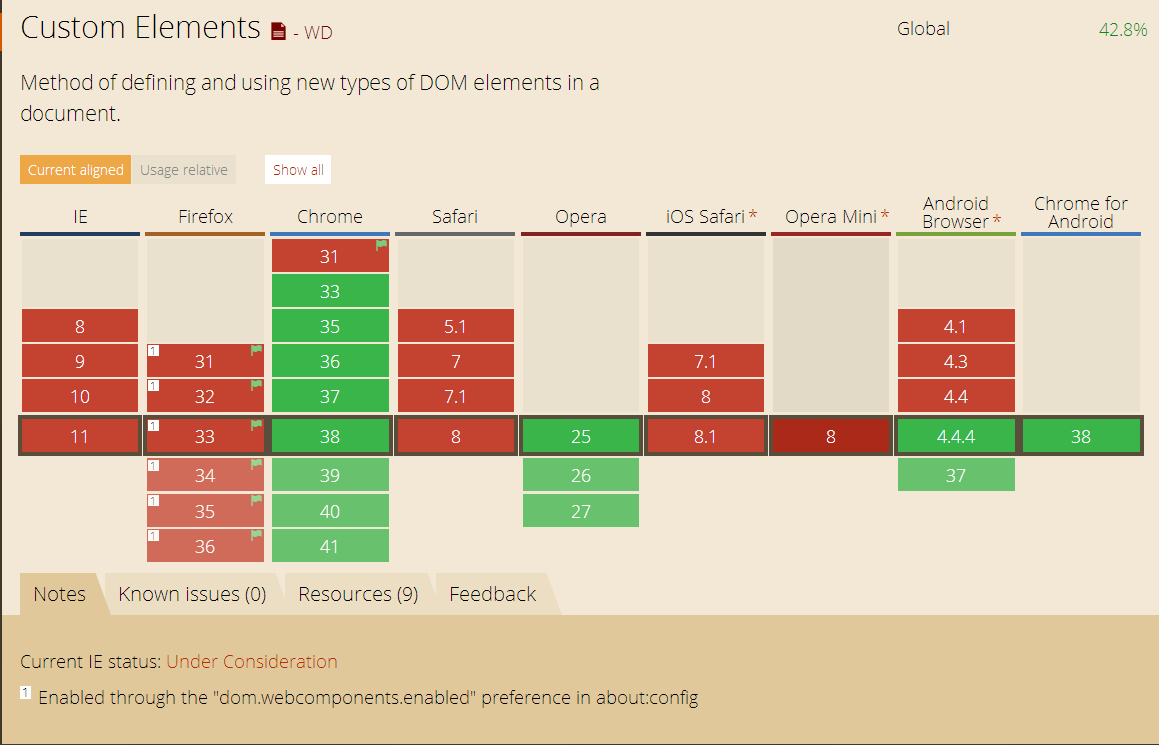 Custom Elements - WD Global 42.8%
Method of defining and using new types of DOM elements in a
document.
Current aligned Usage relative Show all
IE Firefox Chrome Safari Opera iOS Safari * Opera Mini * Android Browser * Chrome for Android
31
33
8 35 5.1 4.1
9 1 31 36 7 7.1 4.3
10 1 32 37 7.1 8 4.4
11 1 33 38 8 25 8.1 8 4.4.4 38
1 34 39 26 37
1 35 40 27
1 36 41
Notes Known issues (0) Resources (9) Feedback
Current IE status: Under Consideration
1 Enabled through the "dom.webcomponents.enabled" preference in about:config